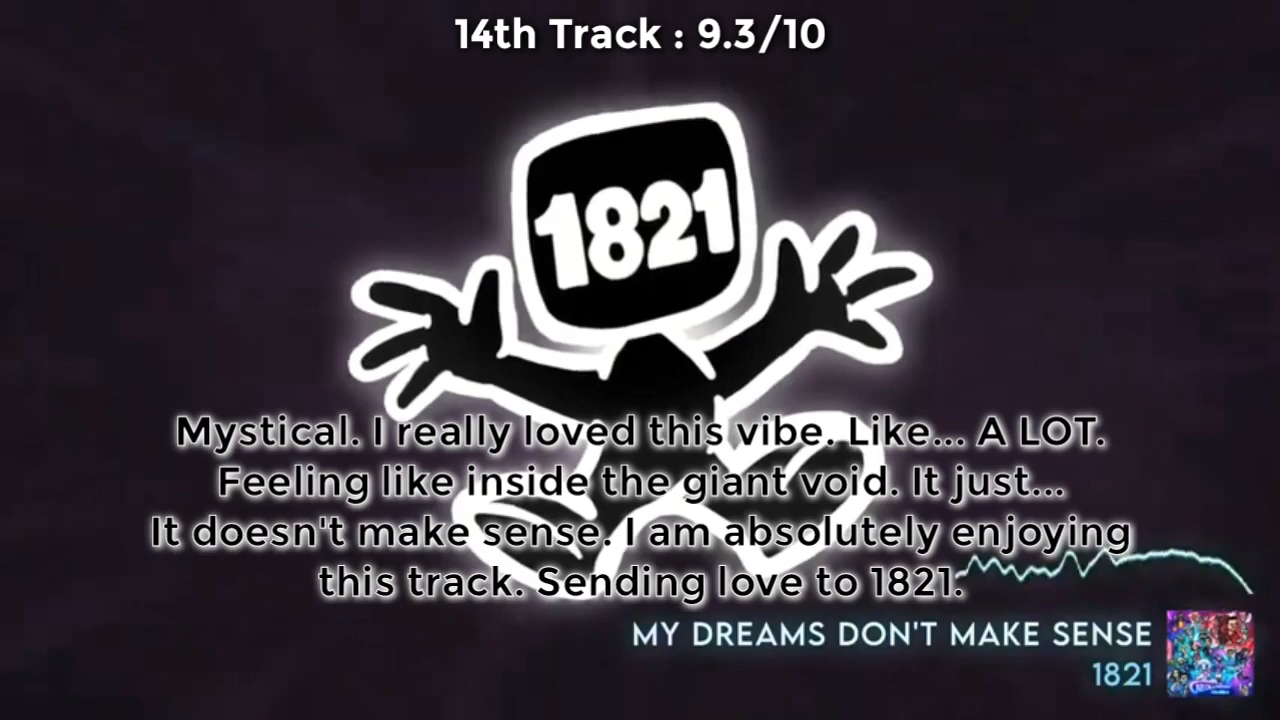 14th Track : 9.3/10
1821
Mystical. I really loved this vibe. Like... A LOT.
Feeling like inside the giant void. It just...
It doesn't make sense. I am absolutely enjoying
this track. Sending love to 1821.
MY DREAMS DON'T MAKE SENSE
1821